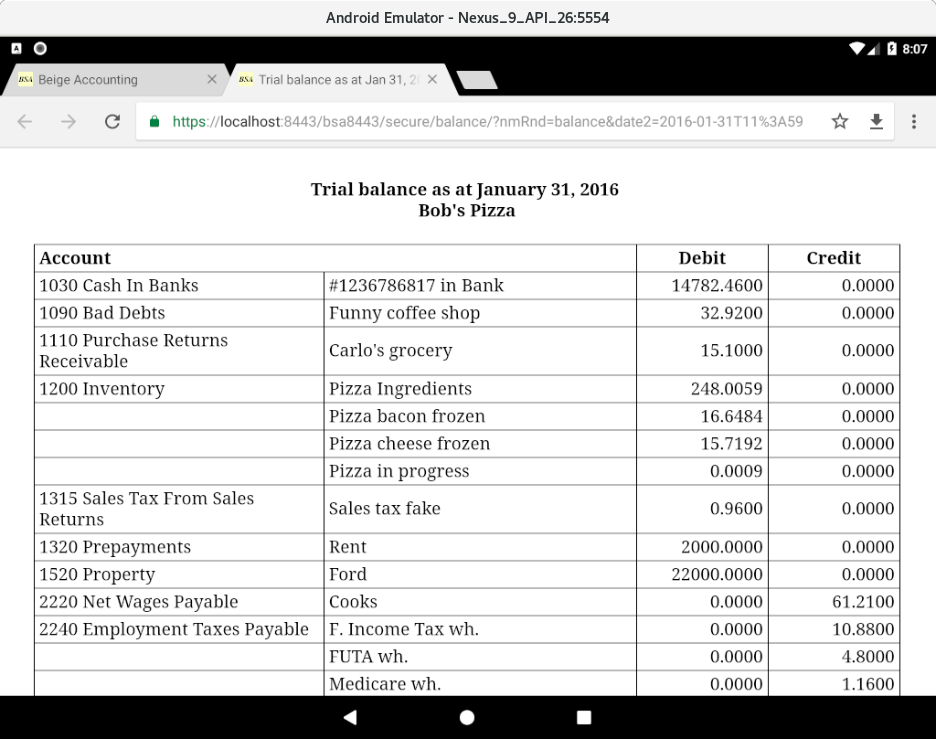 Android Emulator - Nexus_9_API_26:5554
A 8:07
BSA Beige Accounting BSA Trial balance as at Jan 31, 2
https://localhost:8443/bsa8443/secure/balance/?nmRnd=balance&date2=2016-01-31T11%3A59
Trial balance as at January 31, 2016
Bob's Pizza
Account Debit Credit
1030 Cash In Banks #1236786817 in Bank 14782.4600 0.0000
1090 Bad Debts Funny coffee shop 32.9200 0.0000
1110 Purchase Returns
Receivable Carlo's grocery 15.1000 0.0000
1200 Inventory Pizza Ingredients 248.0059 0.0000
Pizza bacon frozen 16.6484 0.0000
Pizza cheese frozen 15.7192 0.0000
Pizza in progress 0.0009 0.0000
1315 Sales Tax From Sales
Returns Sales tax fake 0.9600 0.0000
1320 Prepayments Rent 2000.0000 0.0000
1520 Property Ford 22000.0000 0.0000
2220 Net Wages Payable Cooks 0.0000 61.2100
2240 Employment Taxes Payable F. Income Tax wh. 0.0000 10.8800
FUTA wh. 0.0000 4.8000
Medicare wh. 0.0000 1.1600